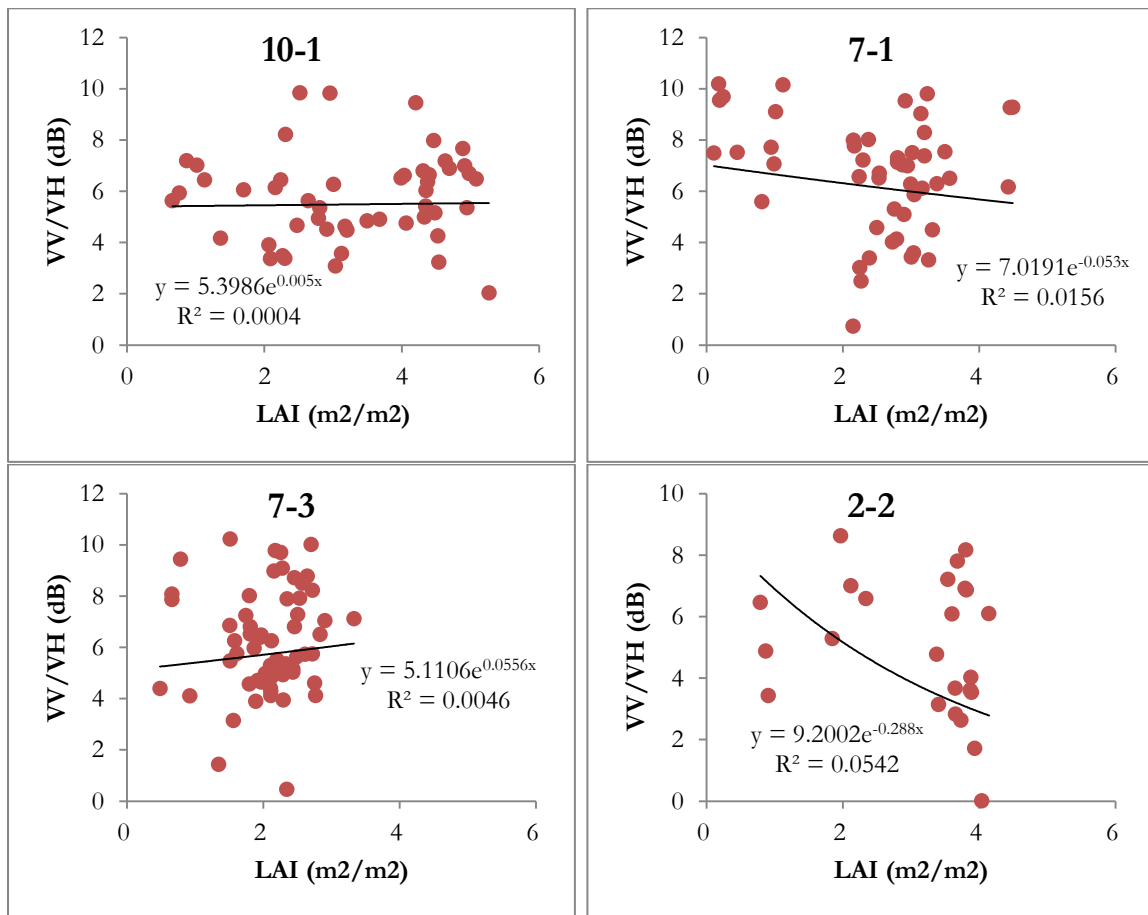 10-1
VV/VH (dB)
12
10
8
6
4
2
0
y = 5.3986e^0.005x
R² = 0.0004
0 2 4 6
LAI (m2/m2)
7-1
VV/VH (dB)
12
10
8
6
4
2
0
y = 7.0191e^-0.053x
R² = 0.0156
0 2 4 6
LAI (m2/m2)
7-3
VV/VH (dB)
12
10
8
6
4
2
0
y = 5.1106e^0.0556x
R² = 0.0046
0 2 4 6
LAI (m2/m2)
2-2
VV/VH (dB)
10
8
6
4
2
0
y = 9.2002e^-0.288x
R² = 0.0542
0 2 4 6
LAI (m2/m2)